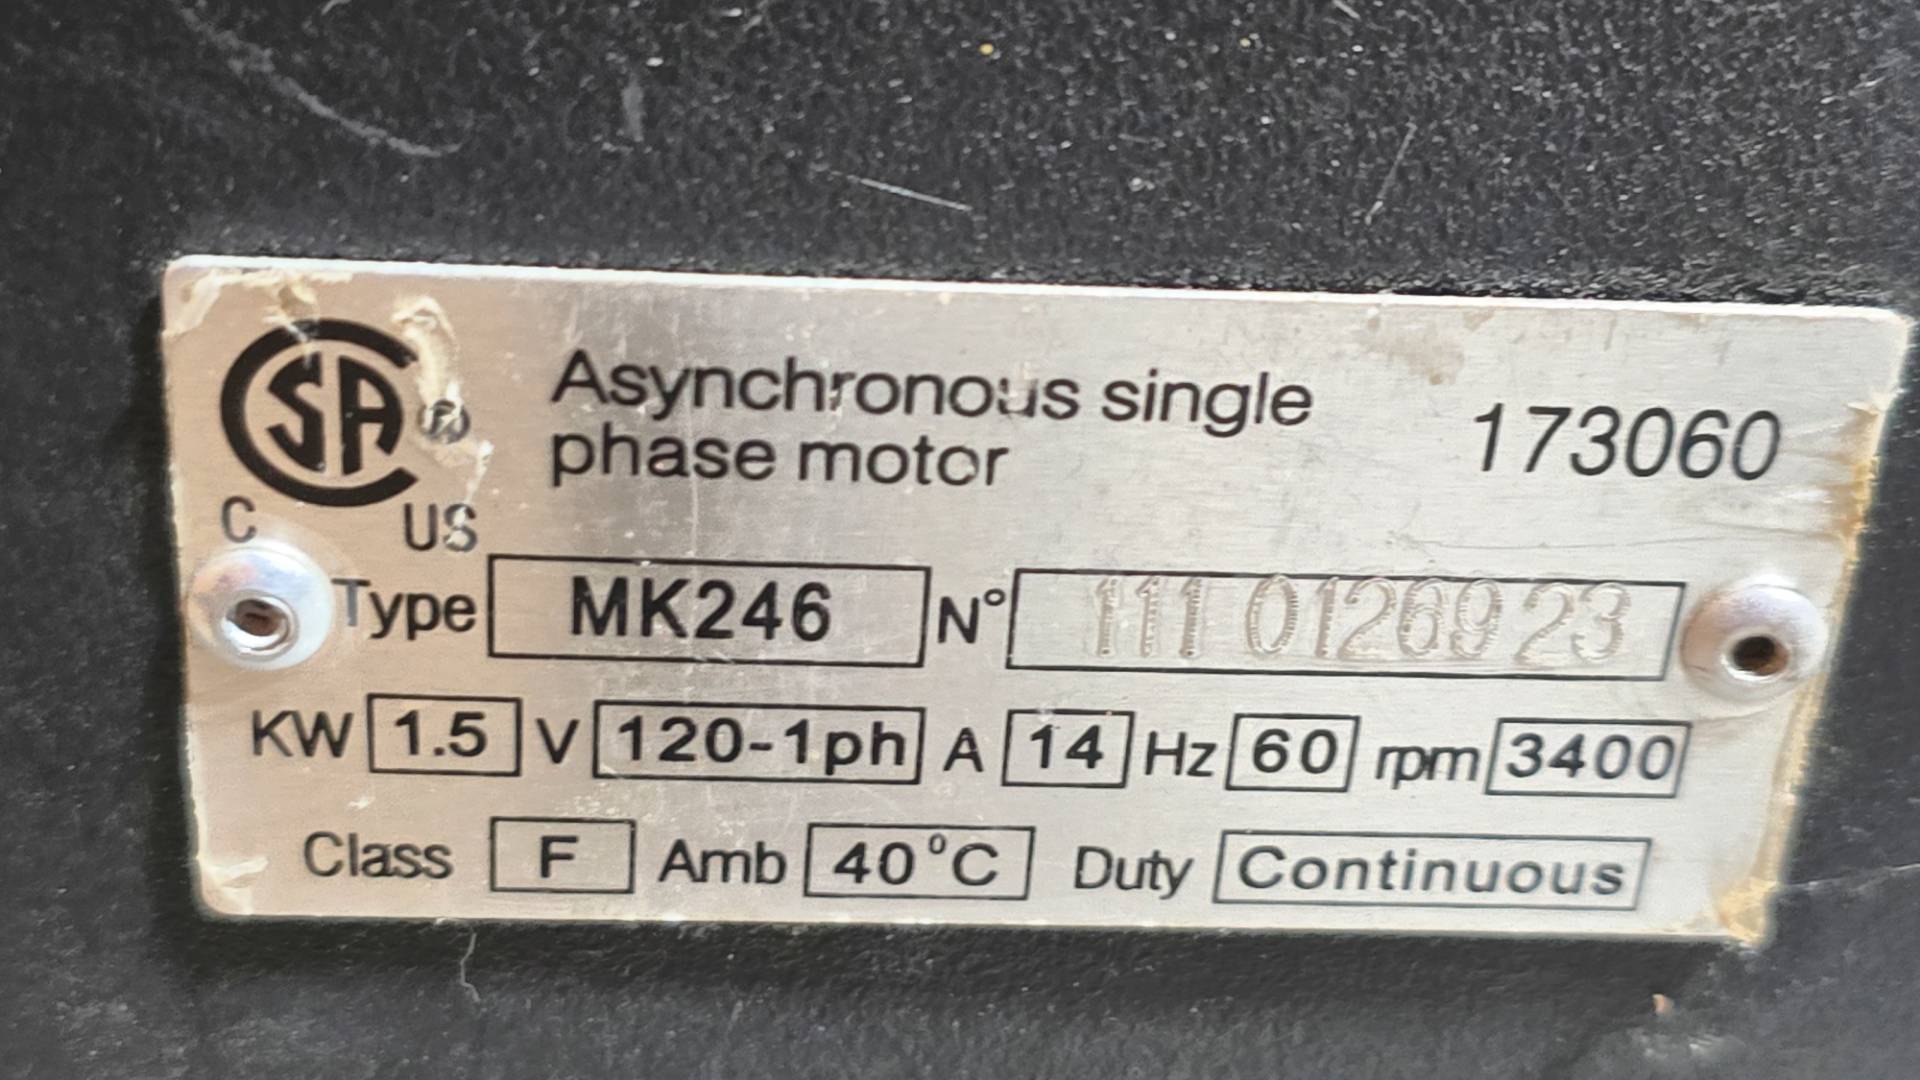 CSA ® Asynchronous single
phase motor 173060
C US
Type MK246 N° 111 0126923
KW 1.5 V 120-1ph A 14 Hz 60 rpm 3400
Class F Amb 40°C Duty Continuous